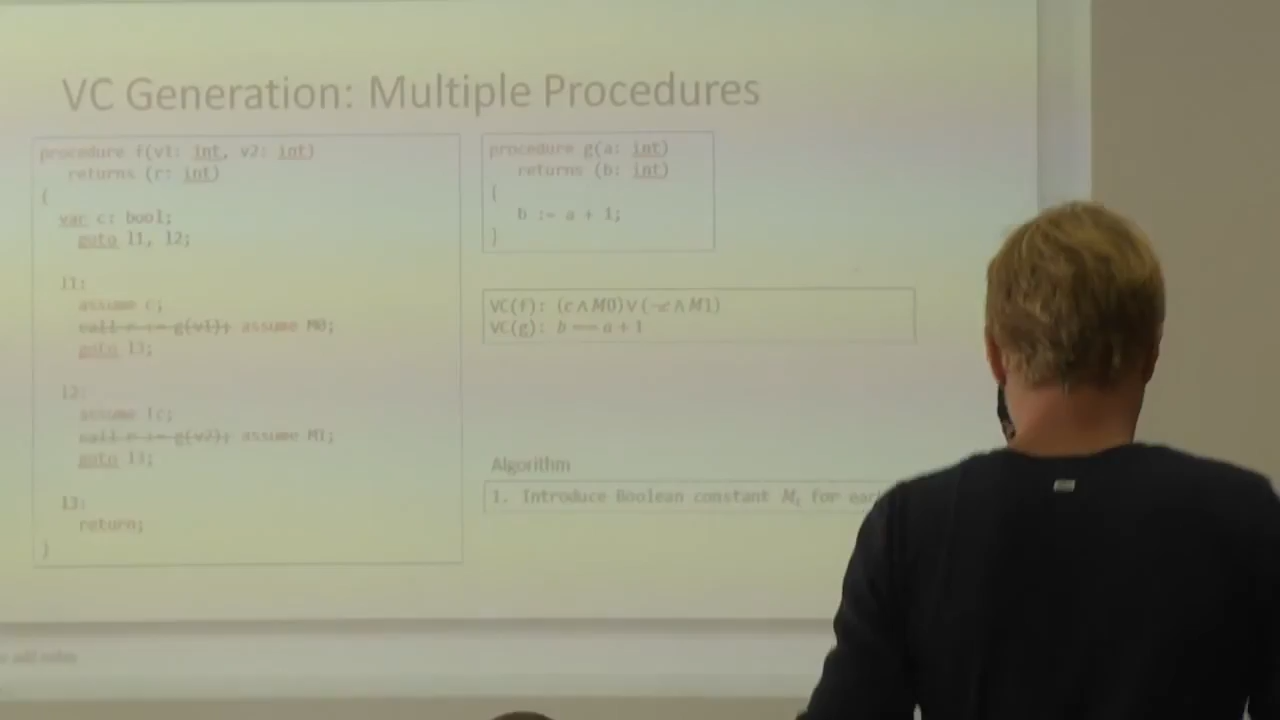 VC Generation: Multiple Procedures
procedure f(v1: int, v2: int)
returns (r: int)
{
var c: bool;
goto l1, l2;
l1:
assume c;
call r := g(v1); assume M0;
goto l3;
l2:
assume !c;
call r := g(v2); assume M1;
goto l3;
l3:
return;
}
procedure g(a: int)
returns (b: int)
{
b := a + 1;
}
VC(f): (c ∧ M0) ∨ (¬c ∧ M1)
VC(g): b == a + 1
Algorithm
1. Introduce Boolean constant Mi for
add notes